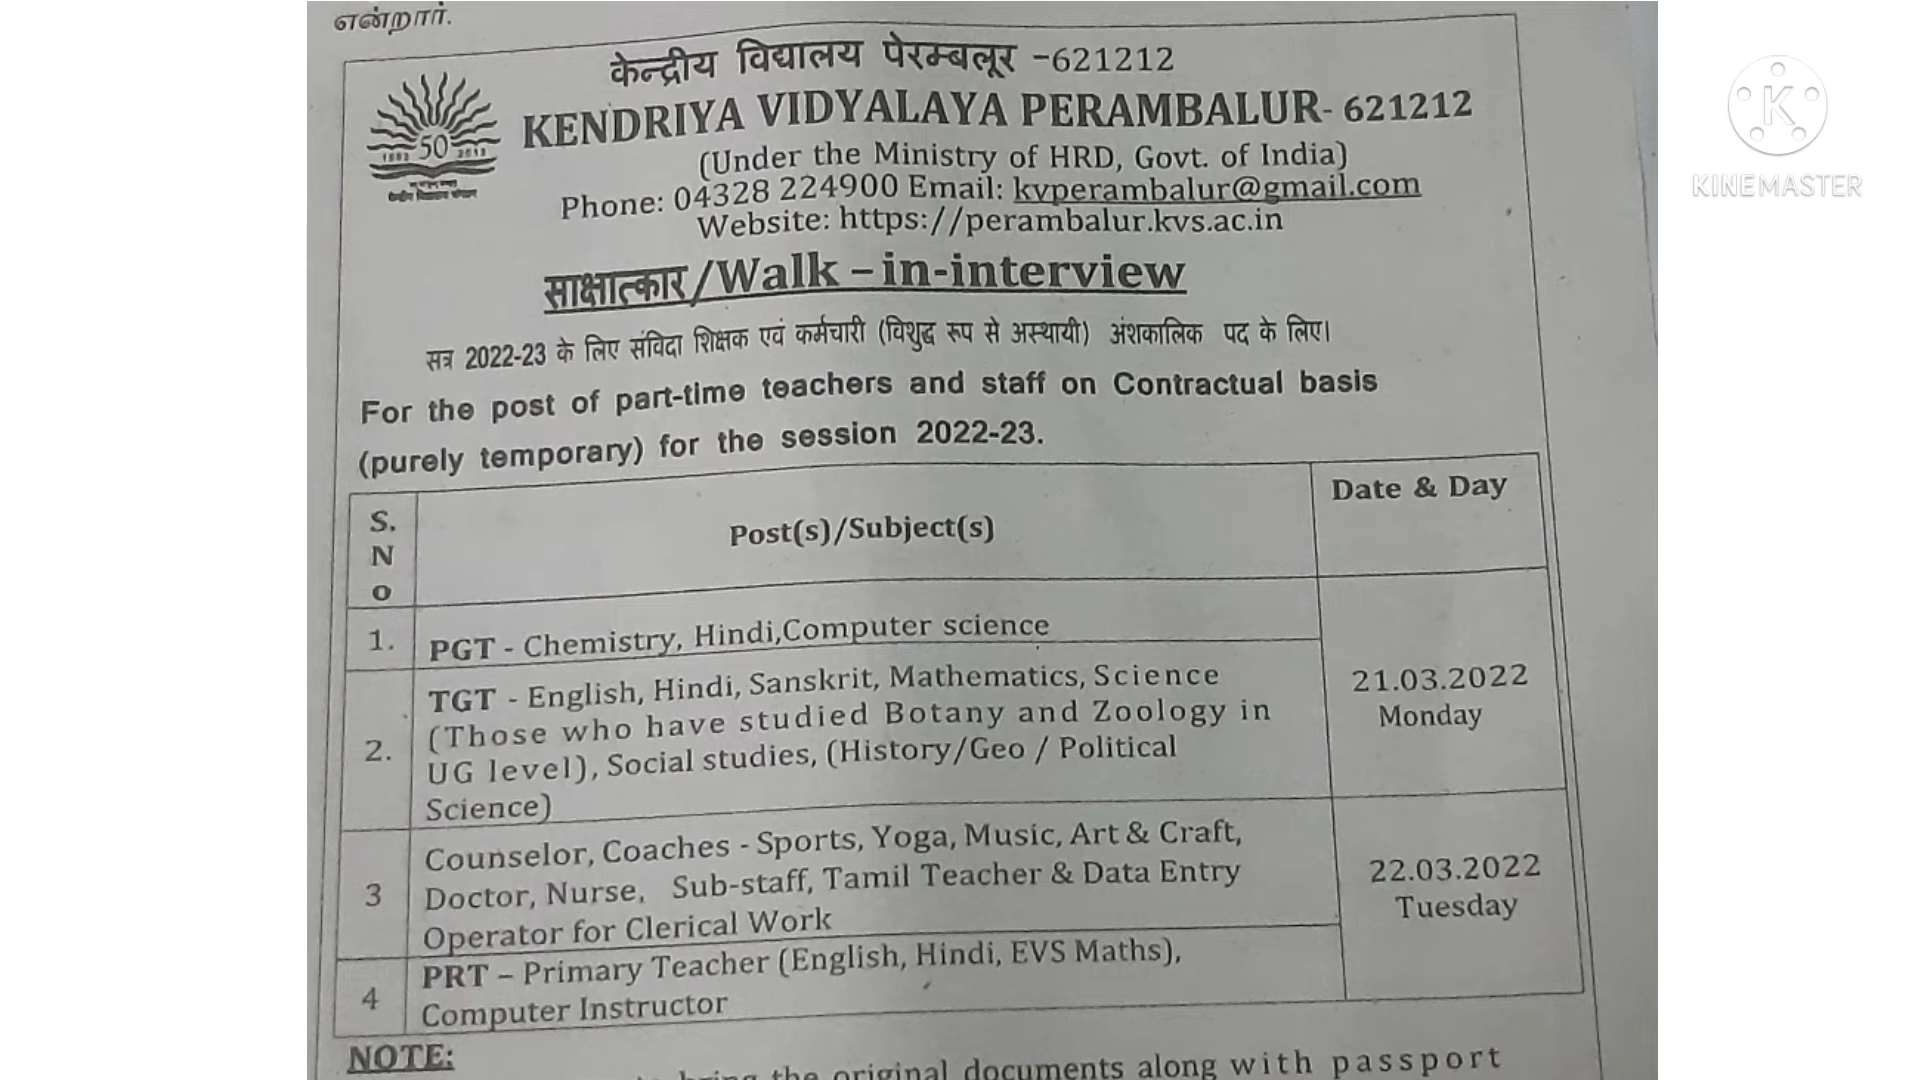 என்றார்.
केन्द्रीय विद्यालय पेरम्बलूर -621212
KENDRIYA VIDYALAYA PERAMBALUR- 621212
(Under the Ministry of HRD, Govt. of India)
Phone: 04328 224900 Email: kvperambalur@gmail.com
Website: https://perambalur.kvs.ac.in
50
साक्षात्कार/Walk – in-interview
सत्र 2022-23 के लिए संविदा शिक्षक एवं कर्मचारी (विशुद्ध रूप से अस्थायी) अंशकालिक पद के लिए।
For the post of part-time teachers and staff on Contractual basis
(purely temporary) for the session 2022-23.
S.
N
o
Post(s)/Subject(s)
Date & Day
1.
PGT - Chemistry, Hindi,Computer science
2.
TGT - English, Hindi, Sanskrit, Mathematics, Science
(Those who have studied Botany and Zoology in
UG level), Social studies, (History/Geo / Political
Science)
21.03.2022
Monday
3
Counselor, Coaches - Sports, Yoga, Music, Art & Craft,
Doctor, Nurse, Sub-staff, Tamil Teacher & Data Entry
Operator for Clerical Work
22.03.2022
Tuesday
4
PRT – Primary Teacher (English, Hindi, EVS Maths),
Computer Instructor
NOTE:
bring the original documents along with passport
K
KINEMASTER